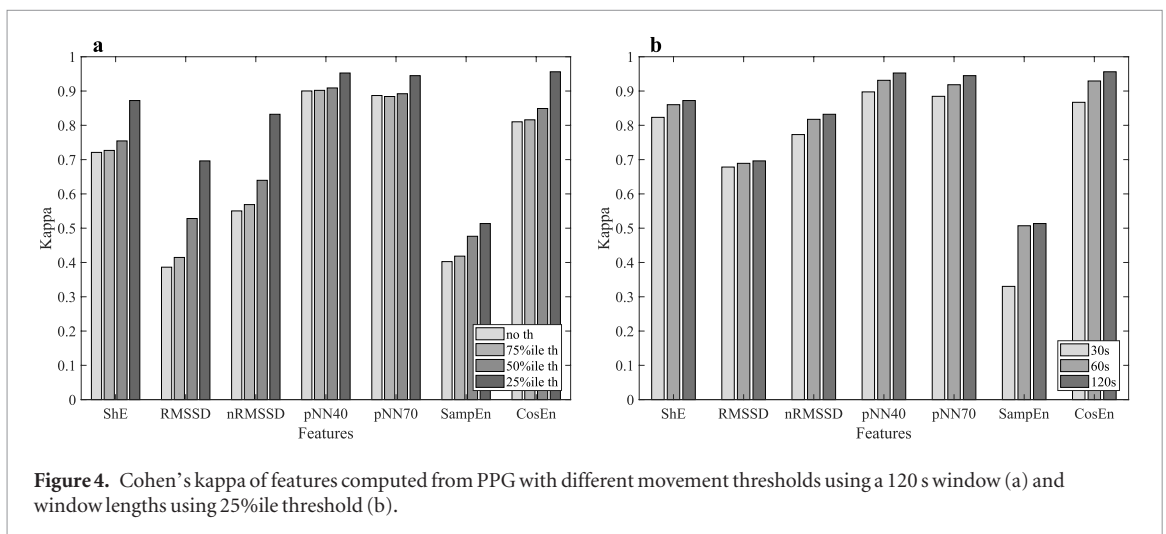 a
1
0.9
0.8
0.7
0.6
0.5
0.4
0.3
0.2
0.1
0
Kappa
ShE RMSSD nRMSSD pNN40 pNN70 SampEn CosEn
Features
no th
75%ile th
50%ile th
25%ile th
b
1
0.9
0.8
0.7
0.6
0.5
0.4
0.3
0.2
0.1
0
Kappa
ShE RMSSD nRMSSD pNN40 pNN70 SampEn CosEn
Features
30s
60s
120s
Figure 4. Cohen's kappa of features computed from PPG with different movement thresholds using a 120 s window (a) and
window lengths using 25%ile threshold (b).